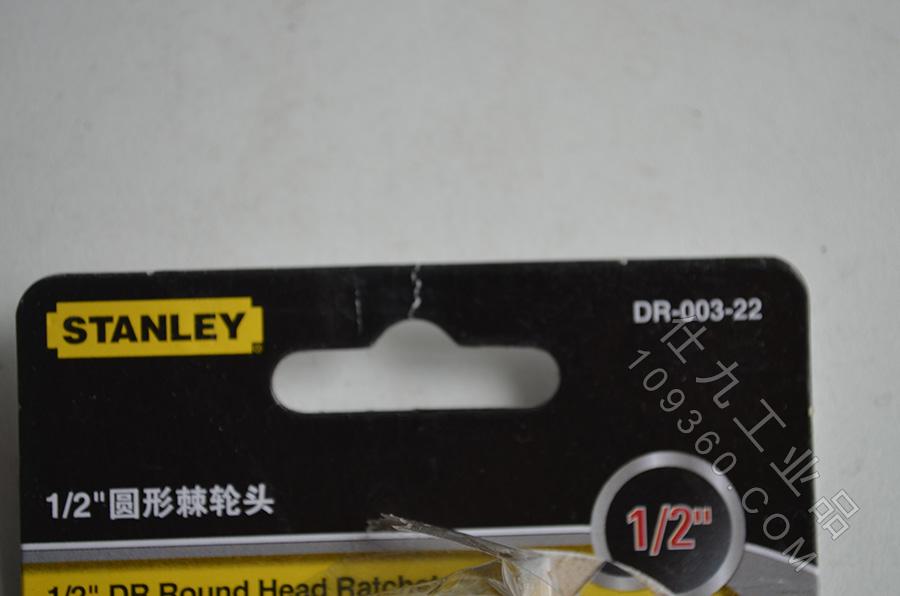 STANLEY®
DR-003-22
1/2"圆形棘轮头
1/2"
1/2" DR Round Head Ratchet
仕九工业品
109360.COM